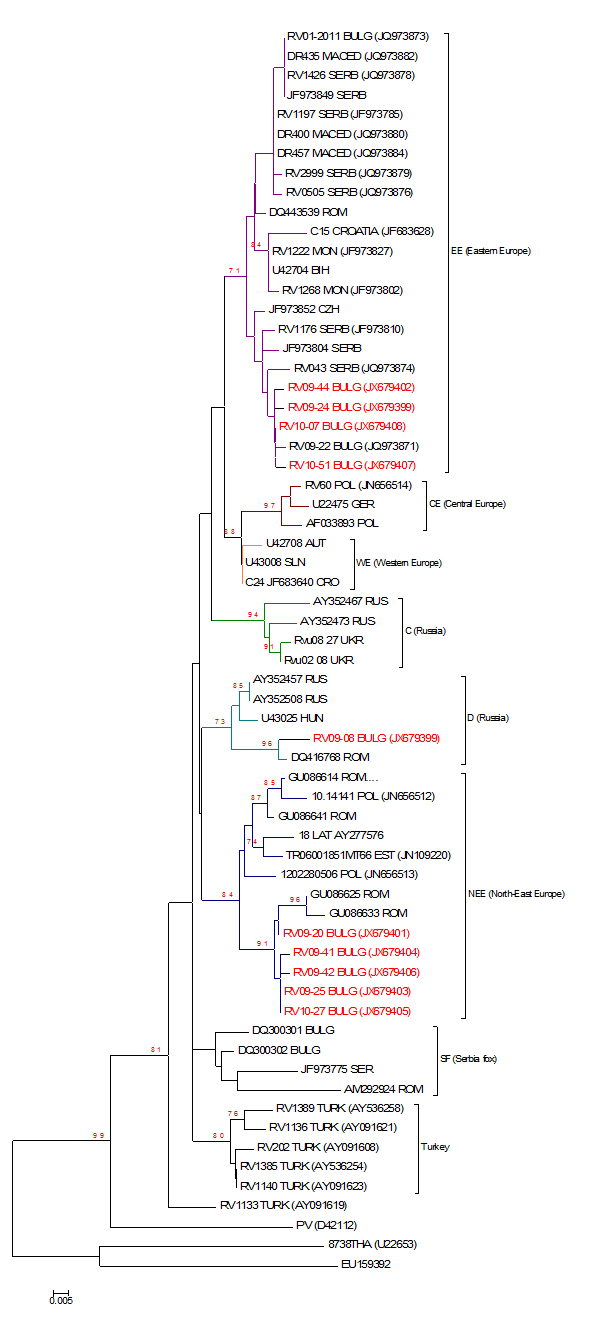 RV01-2011 BULG (JQ973873)
DR435 MACED (JQ973882)
RV1426 SERB (JQ973878)
JF973849 SERB
RV1197 SERB (JF973785)
DR400 MACED (JQ973880)
DR457 MACED (JQ973884)
RV2999 SERB (JQ973879)
RV0505 SERB (JQ973876)
DQ443539 ROM
C15 CROATIA (JF683628)
84
RV1222 MON (JF973827)
EE (Eastern Europe)
71
U42704 BIH
RV1268 MON (JF973802)
JF973852 CZH
RV1176 SERB (JF973810)
JF973804 SERB
RV043 SERB (JQ973874)
RV09-44 BULG (JX679402)
RV09-24 BULG (JX679399)
RV10-07 BULG (JX679408)
RV09-22 BULG (JQ973871)
RV10-51 BULG (JX679407)
RV60 POL (JN656514)
97
U22475 GER
CE (Central Europe)
AF033893 POL
68
U42708 AUT
U43008 SLN
WE (Western Europe)
C24 JF683640 CRO
AY352467 RUS
94
AY352473 RUS
C (Russia)
91
Rvu08 27 UKR
Rvu02 08 UKR
AY352457 RUS
85
AY352508 RUS
U43025 HUN
D (Russia)
73
RV09-08 BULG (JX679399)
96
DQ416768 ROM
GU086614 ROM....
85
10.14141 POL (JN656512)
87
GU086641 ROM
18 LAT AY277576
74
TR06001851MT66 EST (JN109220)
1202280506 POL (JN656513)
84
GU086625 ROM
NEE (North-East Europe)
96
GU086633 ROM
RV09-20 BULG (JX679401)
91
RV09-41 BULG (JX679404)
RV09-42 BULG (JX679406)
RV09-25 BULG (JX679403)
RV10-27 BULG (JX679405)
DQ300301 BULG
81
DQ300302 BULG
SF (Serbia fox)
JF973775 SER
AM292924 ROM
RV1389 TURK (AY536258)
76
RV1136 TURK (AY091621)
99
80
RV202 TURK (AY091608)
Turkey
RV1385 TURK (AY536254)
RV1140 TURK (AY091623)
RV1133 TURK (AY091619)
PV (D42112)
8738THA (U22653)
EU159392
0.005